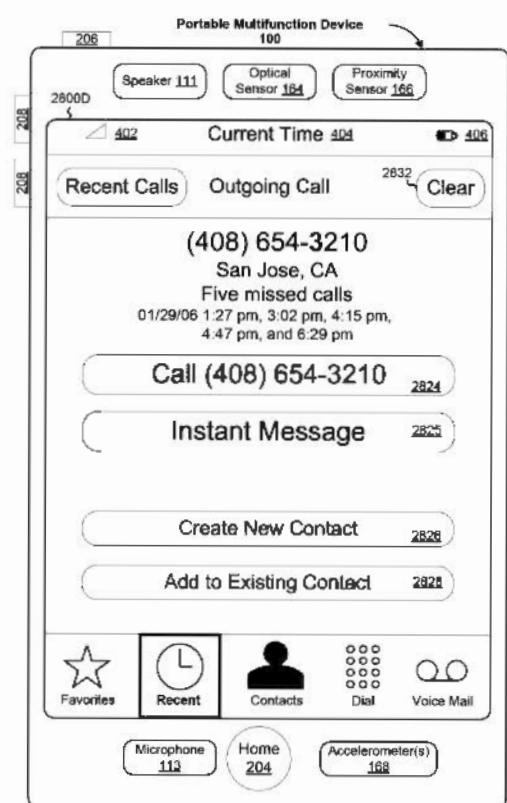 Portable Multifunction Device
100
206
Speaker 111
Optical
Sensor 164
Proximity
Sensor 166
2800D
208
402
Current Time 404
406
208
Recent Calls
Outgoing Call
2832
Clear
(408) 654-3210
San Jose, CA
Five missed calls
01/29/06 1:27 pm, 3:02 pm, 4:15 pm,
4:47 pm, and 6:29 pm
Call (408) 654-3210 2824
Instant Message 2825
Create New Contact 2826
Add to Existing Contact 2828
Favorites
Recent
Contacts
Dial
Voice Mail
Microphone
113
Home
204
Accelerometer(s)
168